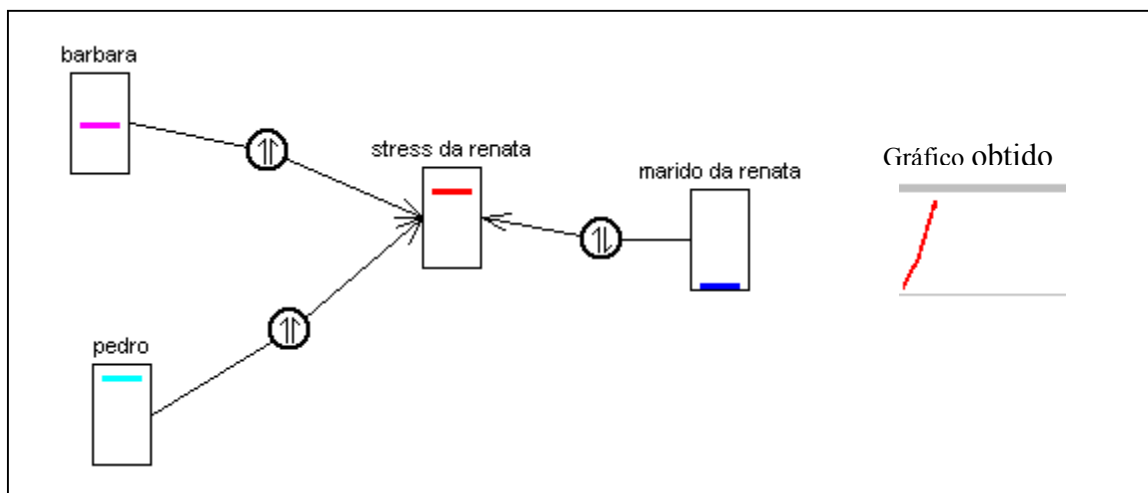 barbara
stress da renata
marido da renata
Gráfico obtido
pedro